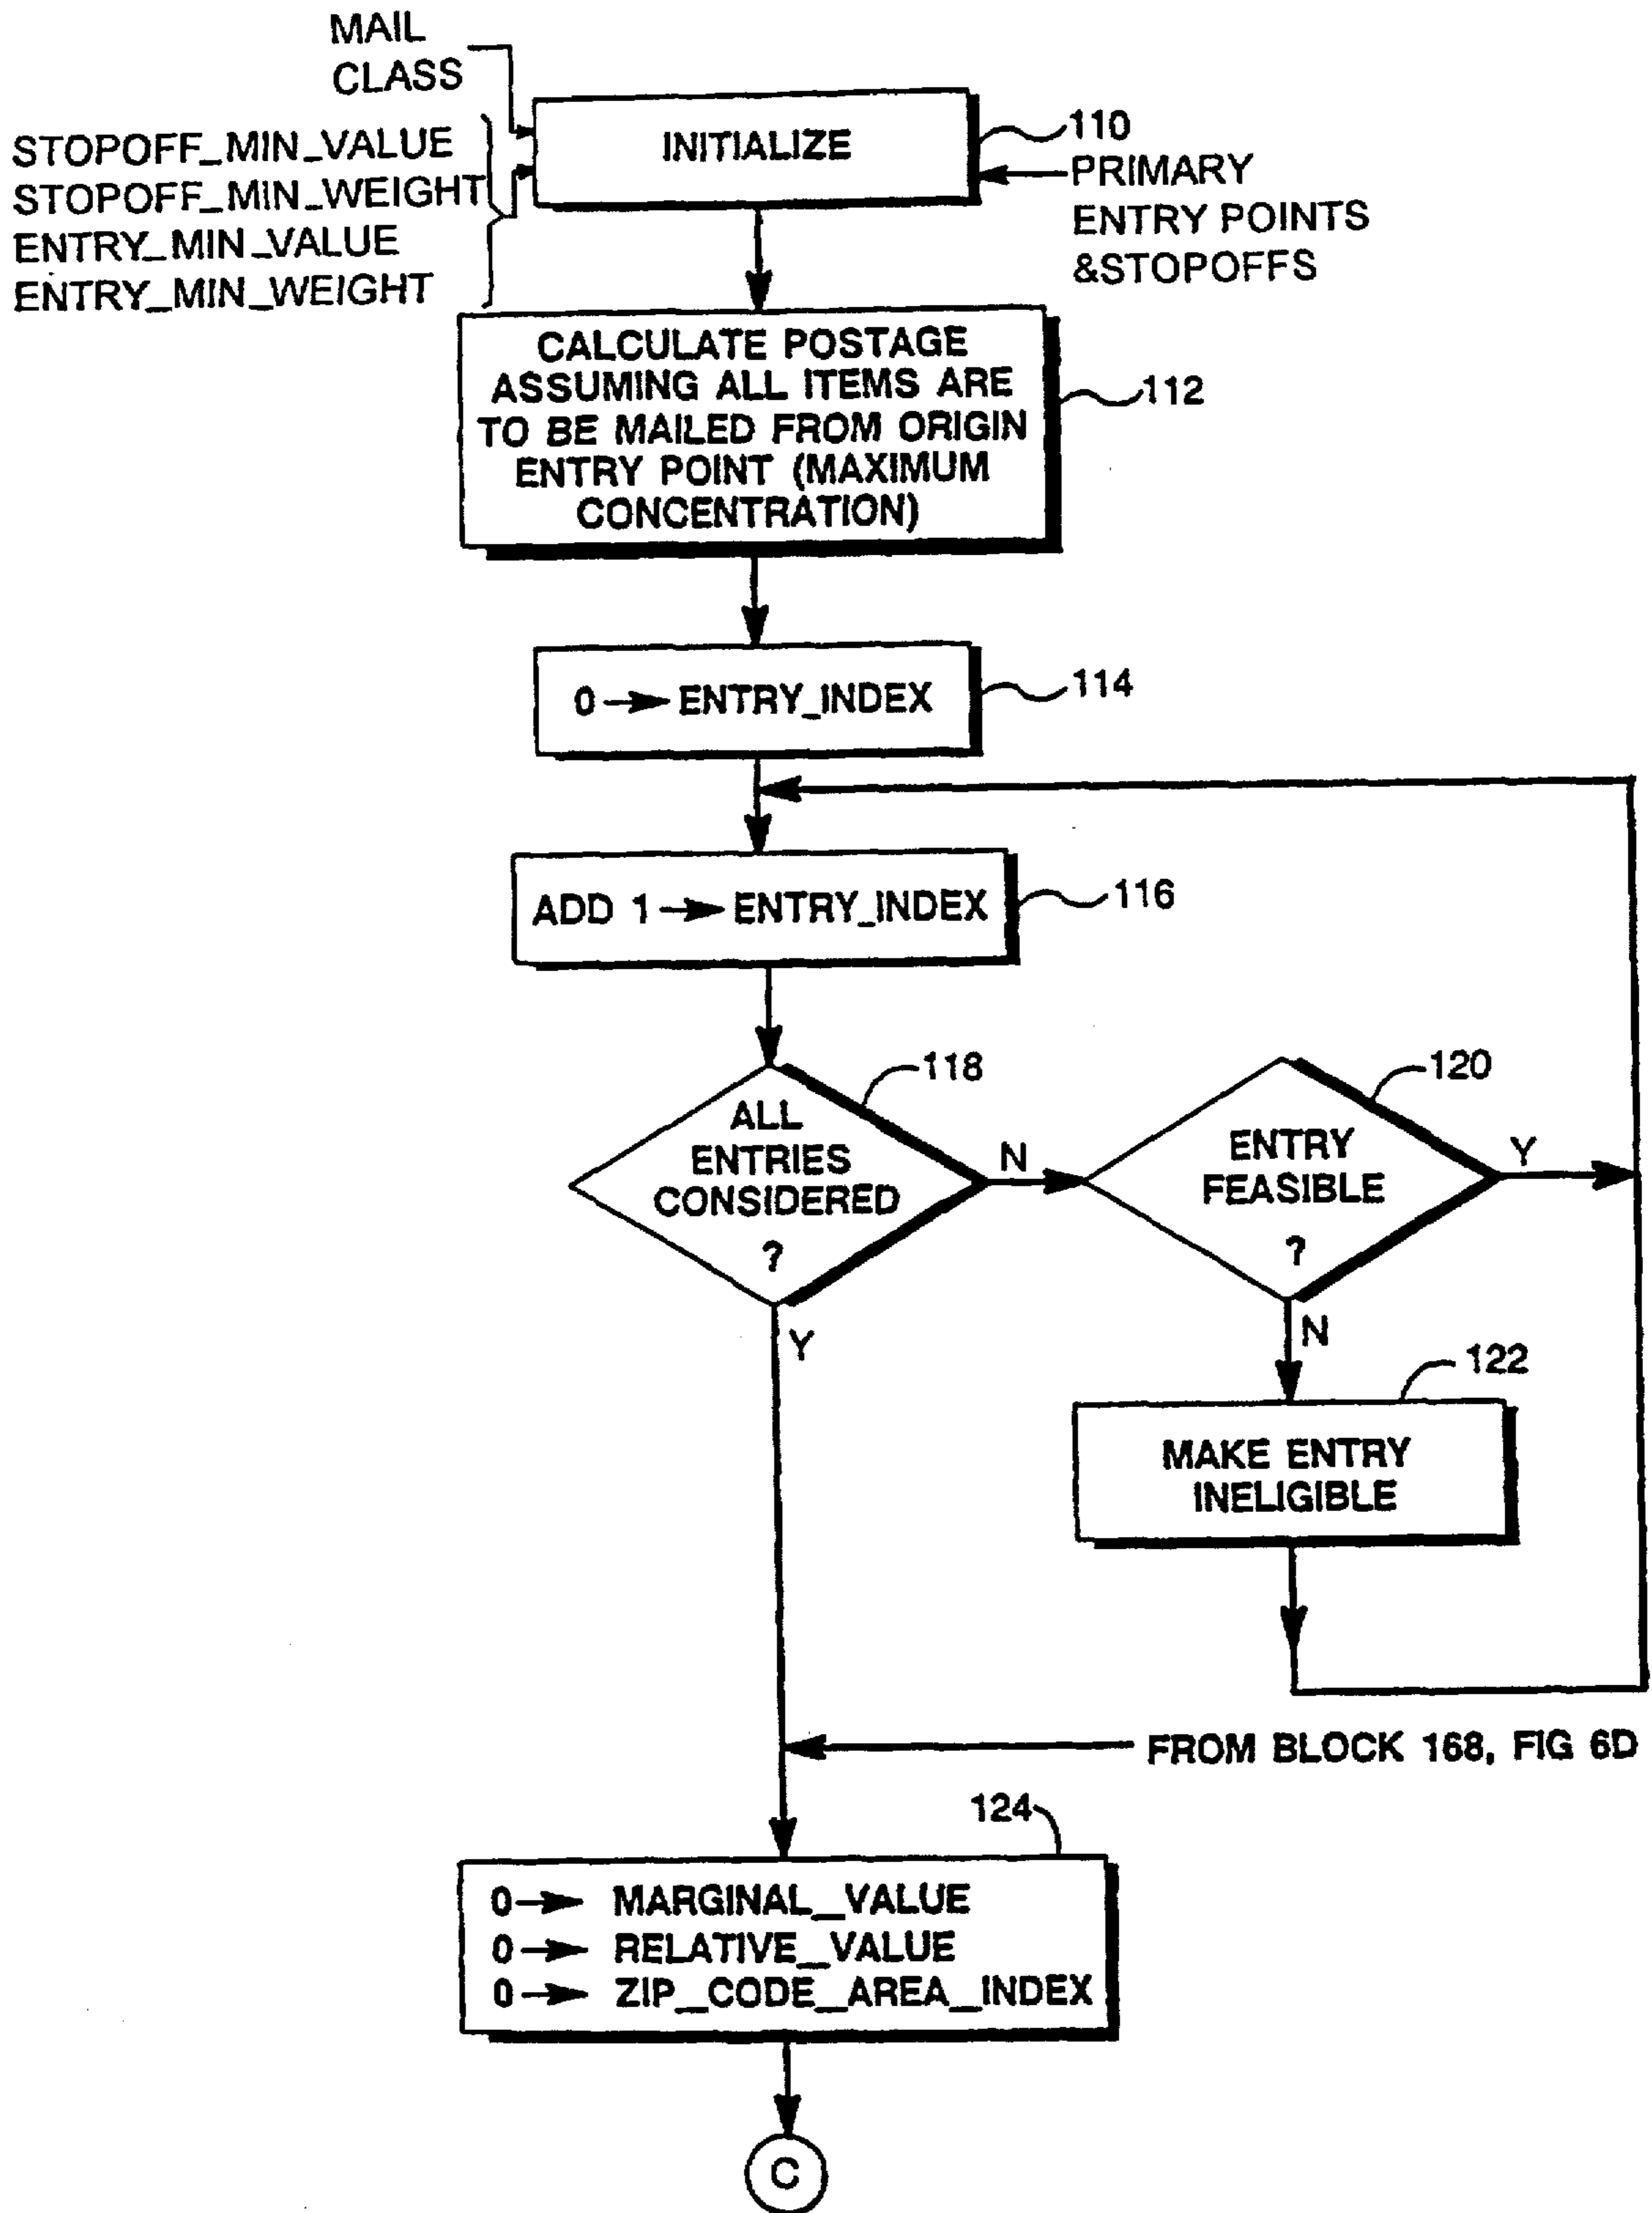 MAIL
CLASS
STOPOFF_MIN_VALUE
STOPOFF_MIN_WEIGHT
ENTRY_MIN_VALUE
ENTRY_MIN_WEIGHT
INITIALIZE
110
PRIMARY
ENTRY POINTS
&STOPOFFS
CALCULATE POSTAGE
ASSUMING ALL ITEMS ARE
TO BE MAILED FROM ORIGIN
ENTRY POINT (MAXIMUM
CONCENTRATION)
112
0 → ENTRY_INDEX
114
ADD 1 → ENTRY_INDEX
116
ALL
ENTRIES
CONSIDERED
?
118
N
Y
ENTRY
FEASIBLE
?
120
Y
N
122
MAKE ENTRY
INELIGIBLE
FROM BLOCK 168, FIG 6D
124
0 → MARGINAL_VALUE
0 → RELATIVE_VALUE
0 → ZIP_CODE_AREA_INDEX
C